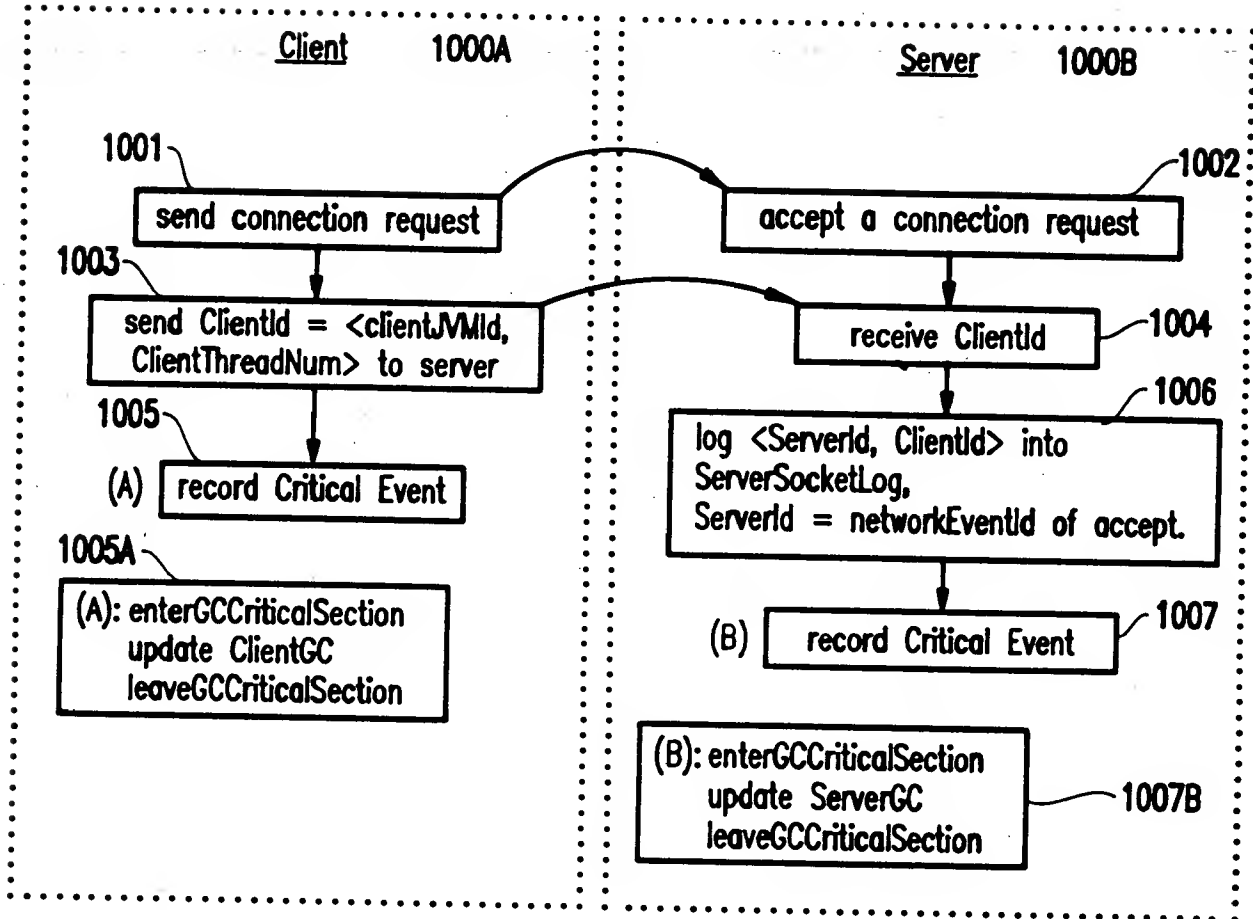 Client 1000A
1001
send connection request
1003
send ClientId = <clientJVMId,
ClientThreadNum> to server
1005
(A) record Critical Event
1005A
(A): enterGCCriticalSection
update ClientGC
leaveGCCriticalSection
Server 1000B
1002
accept a connection request
1004
receive ClientId
1006
log <ServerId, ClientId> into
ServerSocketLog,
ServerId = networkEventId of accept.
1007
(B) record Critical Event
(B): enterGCCriticalSection
update ServerGC
leaveGCCriticalSection
1007B